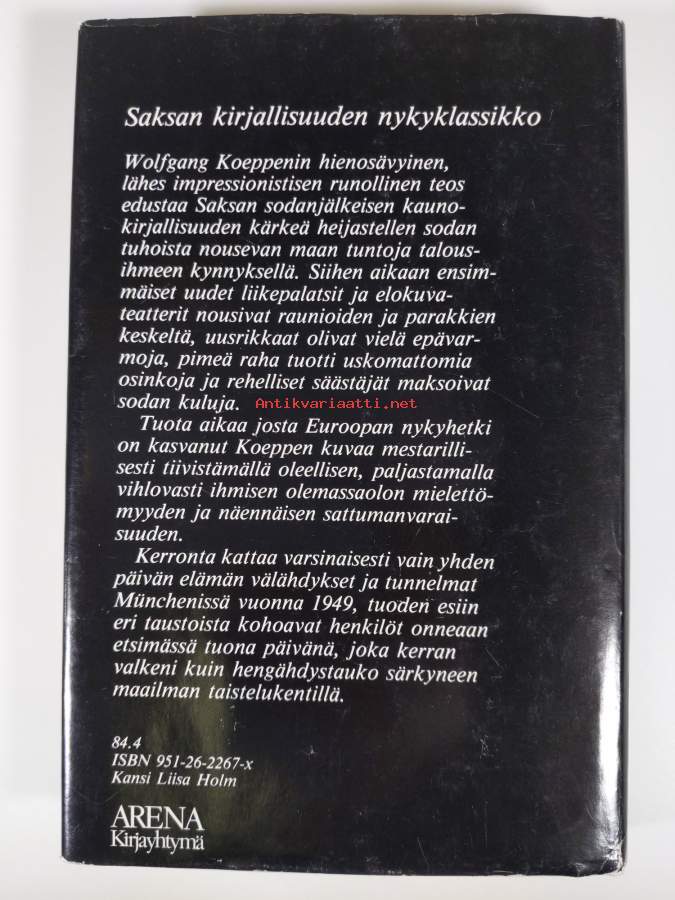 Saksan kirjallisuuden nykyklassikko
Wolfgang Koeppenin hienosävyinen,
lähes impressionistisen runollinen teos
edustaa Saksan sodanjälkeisen kauno-
kirjallisuuden kärkeä heijastellen sodan
tuhoista nousevan maan tuntoja talous-
ihmeen kynnyksellä. Siihen aikaan ensim-
mäiset uudet liikepalatsit ja elokuva-
teatterit nousivat raunioiden ja parakkien
keskeltä, uusrikkaat olivat vielä epävar-
moja, pimeä raha tuotti uskomattomia
osinkoja ja rehelliset säästäjät maksoivat
sodan kuluja.
Antikvariaatti.net
Tuota aikaa josta Euroopan nykyhetki
on kasvanut Koeppen kuvaa mestarilli-
sesti tiivistämällä oleellisen, paljastamalla
vihlovasti ihmisen olemassaolon mielettö-
myyden ja näennäisen sattumanvarai-
suuden.
Kerronta kattaa varsinaisesti vain yhden
päivän elämän välähdykset ja tunnelmat
Münchenissä vuonna 1949, tuoden esiin
eri taustoista kohoavat henkilöt onneaan
etsimässä tuona päivänä, joka kerran
valkeni kuin hengähdystauko särkyneen
maailman taistelukentillä.
84.4
ISBN 951-26-2267-x
Kansi Liisa Holm
ARENA
Kirjayhtymä